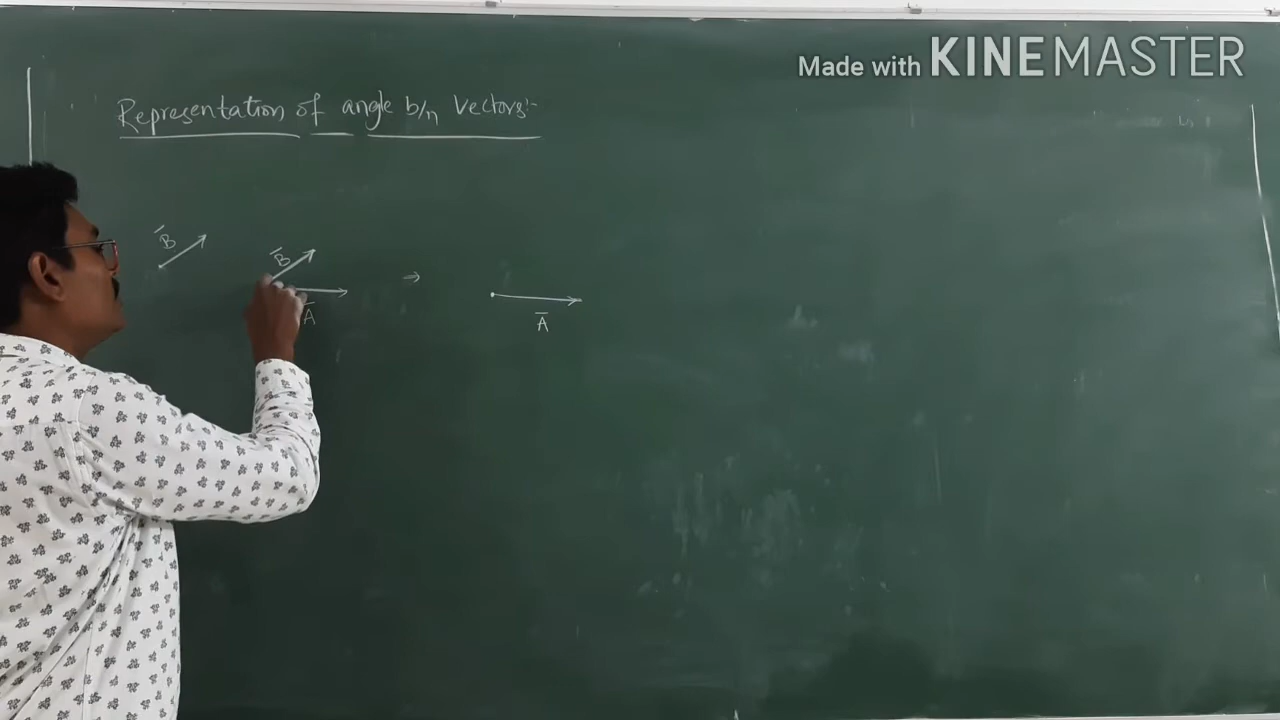 Made with KINEMASTER
Representation of angle b/n Vectors:-
B
B
A
A